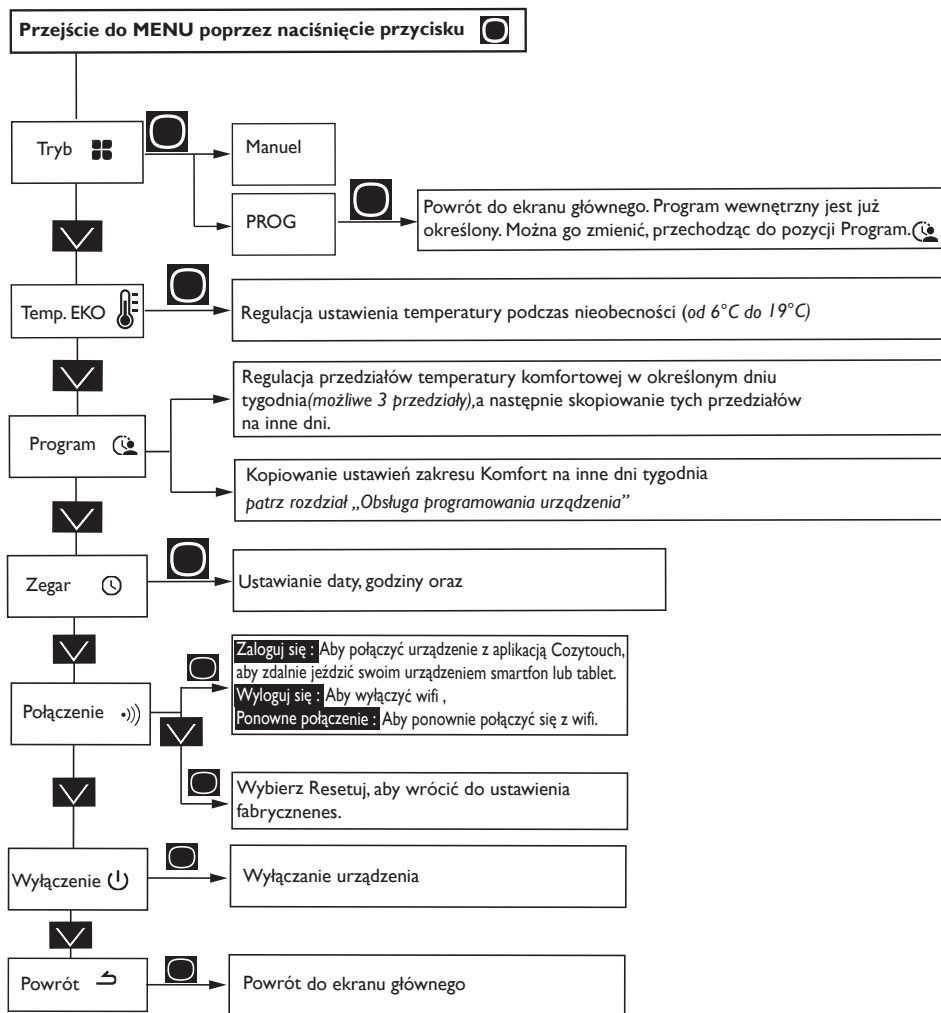 Przejście do MENU poprzez naciśnięcie przycisku
Tryb
Manuel
PROG
Powrót do ekranu głównego. Program wewnętrzny jest już
określony. Można go zmienić, przechodząc do pozycji Program.
Temp. EKO
Regulacja ustawienia temperatury podczas nieobecności (od 6°C do 19°C)
Program
Regulacja przedziałów temperatury komfortowej w określonym dniu
tygodnia(możliwe 3 przedziały),a następnie skopiowanie tych przedziałów
na inne dni.
Kopiowanie ustawień zakresu Komfort na inne dni tygodnia
patrz rozdział „Obsługa programowania urządzenia”
Zegar
Ustawianie daty, godziny oraz
Połączenie
Zaloguj się : Aby połączyć urządzenie z aplikacją Cozytouch,
aby zdalnie jeździć swoim urządzeniem smartfon lub tablet.
Wyloguj się : Aby wyłączyć wifi ,
Ponowne połączenie : Aby ponownie połączyć się z wifi.
Wybierz Resetuj, aby wrócić do ustawienia
fabrycznenes.
Wyłączenie
Wyłączanie urządzenia
Powrót
Powrót do ekranu głównego